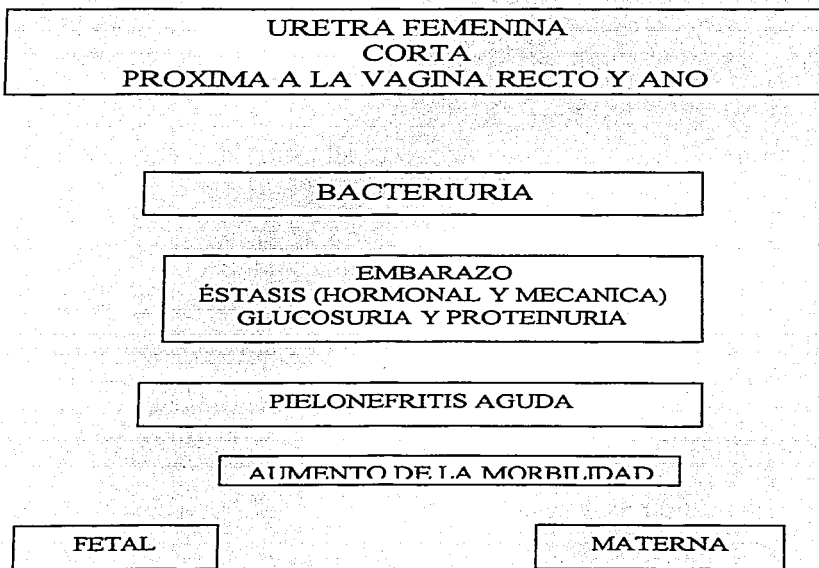 URETRA FEMENINA
CORTA
PROXIMA A LA VAGINA RECTO Y ANO
BACTERIURIA
EMBARAZO
ÉSTASIS (HORMONAL Y MECANICA)
GLUCOSURIA Y PROTEINURIA
PIELONEFRITIS AGUDA
AUMENTO DE LA MORBILIDAD
FETAL
MATERNA